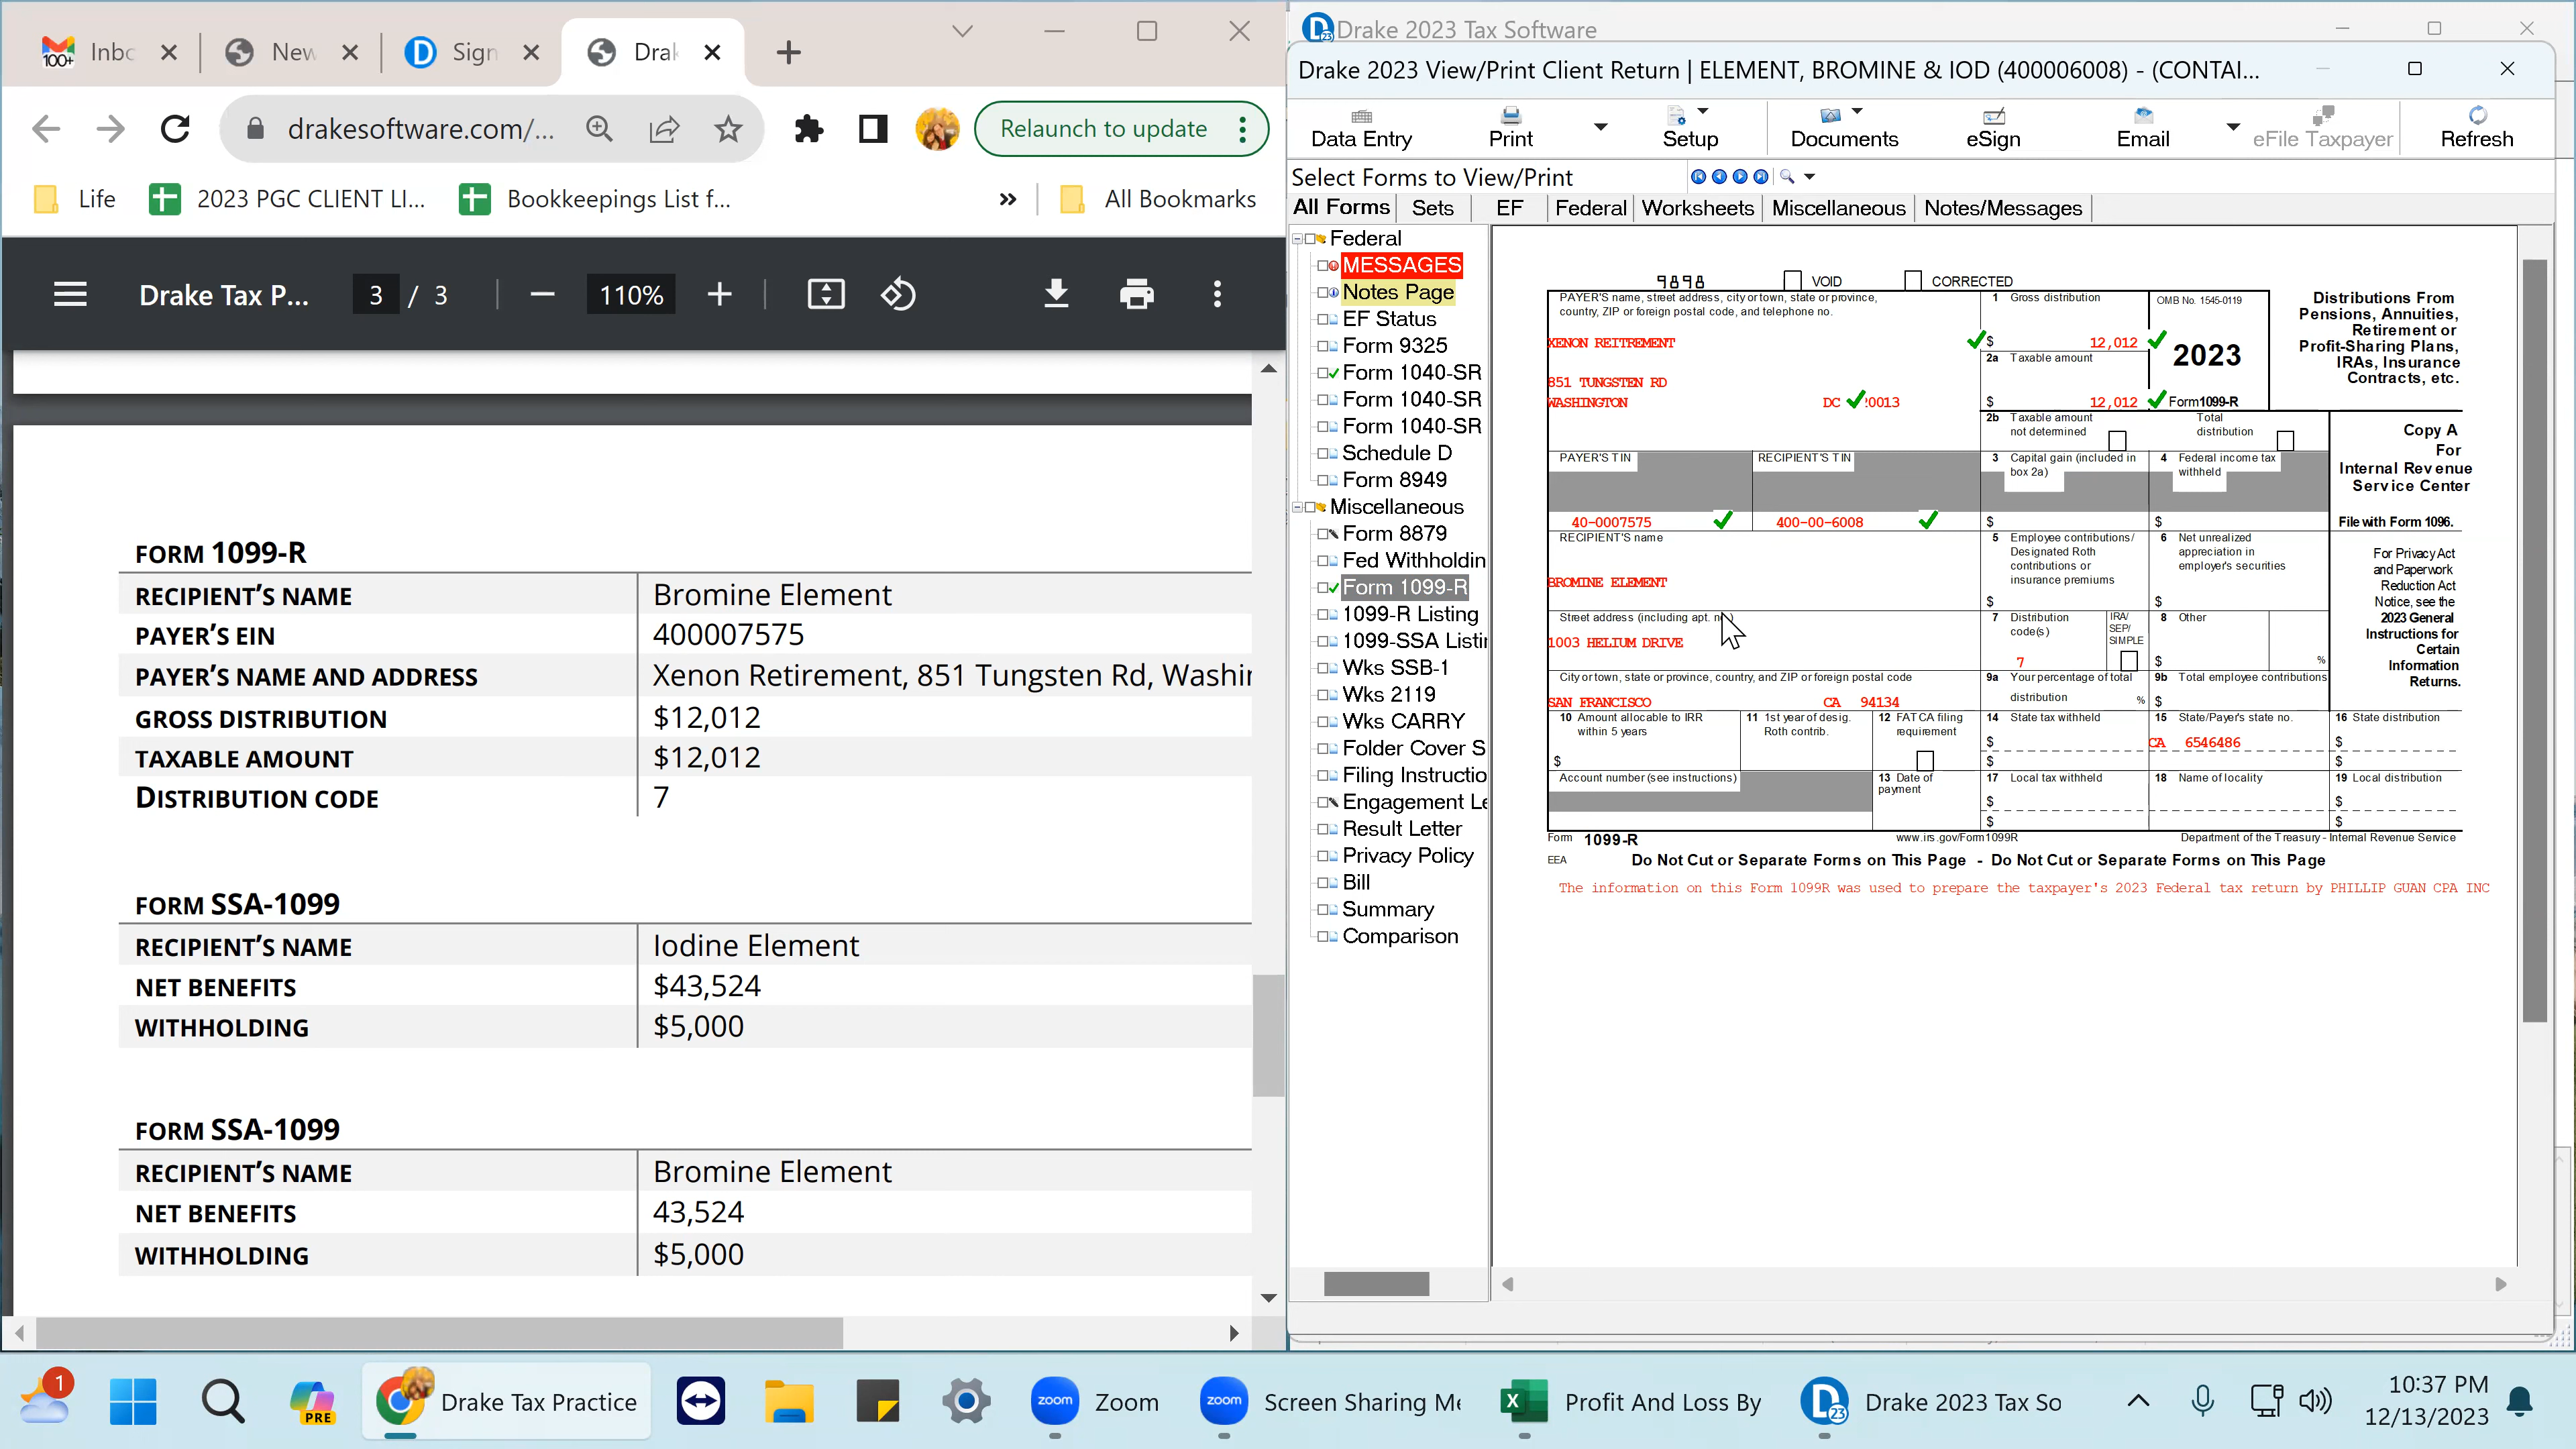 Inbc
New
Sign
Drak
drakesoftware.com/...
Relaunch to update
Life
2023 PGC CLIENT LI...
Bookkeepings List f...
»
All Bookmarks
Drake Tax P...
3 / 3
110%
FORM 1099-R
RECIPIENT'S NAME Bromine Element
PAYER'S EIN 400007575
PAYER'S NAME AND ADDRESS Xenon Retirement, 851 Tungsten Rd, Washin
GROSS DISTRIBUTION $12,012
TAXABLE AMOUNT $12,012
DISTRIBUTION CODE 7
FORM SSA-1099
RECIPIENT'S NAME Iodine Element
NET BENEFITS $43,524
WITHHOLDING $5,000
FORM SSA-1099
RECIPIENT'S NAME Bromine Element
NET BENEFITS 43,524
WITHHOLDING $5,000
Drake 2023 Tax Software
Drake 2023 View/Print Client Return | ELEMENT, BROMINE & IOD (400006008) - (CONTAI...
Data Entry
Print
Setup
Documents
eSign
Email
eFile Taxpayer
Refresh
Select Forms to View/Print
All Forms
Sets
EF
Federal
Worksheets
Miscellaneous
Notes/Messages
Federal
MESSAGES
Notes Page
EF Status
Form 9325
Form 1040-SR
Form 1040-SR
Form 1040-SR
Schedule D
Form 8949
Miscellaneous
Form 8879
Fed Withholdin
Form 1099-R
1099-R Listing
1099-SSA Listi
Wks SSB-1
Wks 2119
Wks CARRY
Folder Cover S
Filing Instructio
Engagement Le
Result Letter
Privacy Policy
Bill
Summary
Comparison
9898
VOID
CORRECTED
PAYER'S name, street address, city or town, state or province,
country, ZIP or foreign postal code, and telephone no.
XENON REITREMENT
851 TUNGSTEN RD
WASHINGTON DC 0013
1 Gross distribution
$ 12,012
2a Taxable amount
$ 12,012
OMB No. 1545-0119
2023
Form 1099-R
Distributions From
Pensions, Annuities,
Retirement or
Profit-Sharing Plans,
IRAs, Insurance
Contracts, etc.
2b Taxable amount
not determined
Total
distribution
Copy A
For
Internal Revenue
Service Center
File with Form 1096.
PAYER'S TIN
40-0007575
RECIPIENT'S TIN
400-00-6008
3 Capital gain (included in
box 2a)
$
4 Federal income tax
withheld
$
RECIPIENT'S name
BROMINE ELEMENT
5 Employee contributions/
Designated Roth
contributions or
insurance premiums
$
6 Net unrealized
appreciation in
employer's securities
$
For Privacy Act
and Paperwork
Reduction Act
Notice, see the
2023 General
Instructions for
Certain
Information
Returns.
Street address (including apt. no.)
1003 HELIUM DRIVE
7 Distribution
code(s)
7
IRA/
SEP/
SIMPLE
8 Other
$ %
City or town, state or province, country, and ZIP or foreign postal code
SAN FRANCISCO CA 94134
9a Your percentage of total
distribution %
9b Total employee contributions
$
10 Amount allocable to IRR
within 5 years
$
11 1st year of desig.
Roth contrib.
12 FATCA filing
requirement
14 State tax withheld
$
$
15 State/Payer's state no.
CA 6546486
16 State distribution
$
$
Account number (see instructions)
13 Date of
payment
17 Local tax withheld
$
$
18 Name of locality
19 Local distribution
$
$
Form 1099-R
www.irs.gov/Form1099R
Department of the Treasury - Internal Revenue Service
EEA
Do Not Cut or Separate Forms on This Page - Do Not Cut or Separate Forms on This Page
The information on this Form 1099R was used to prepare the taxpayer's 2023 Federal tax return by PHILLIP GUAN CPA INC
1
PRE
Drake Tax Practice
zoom
Zoom
zoom
Screen Sharing Me
Profit And Loss By
Drake 2023 Tax So
10:37 PM
12/13/2023